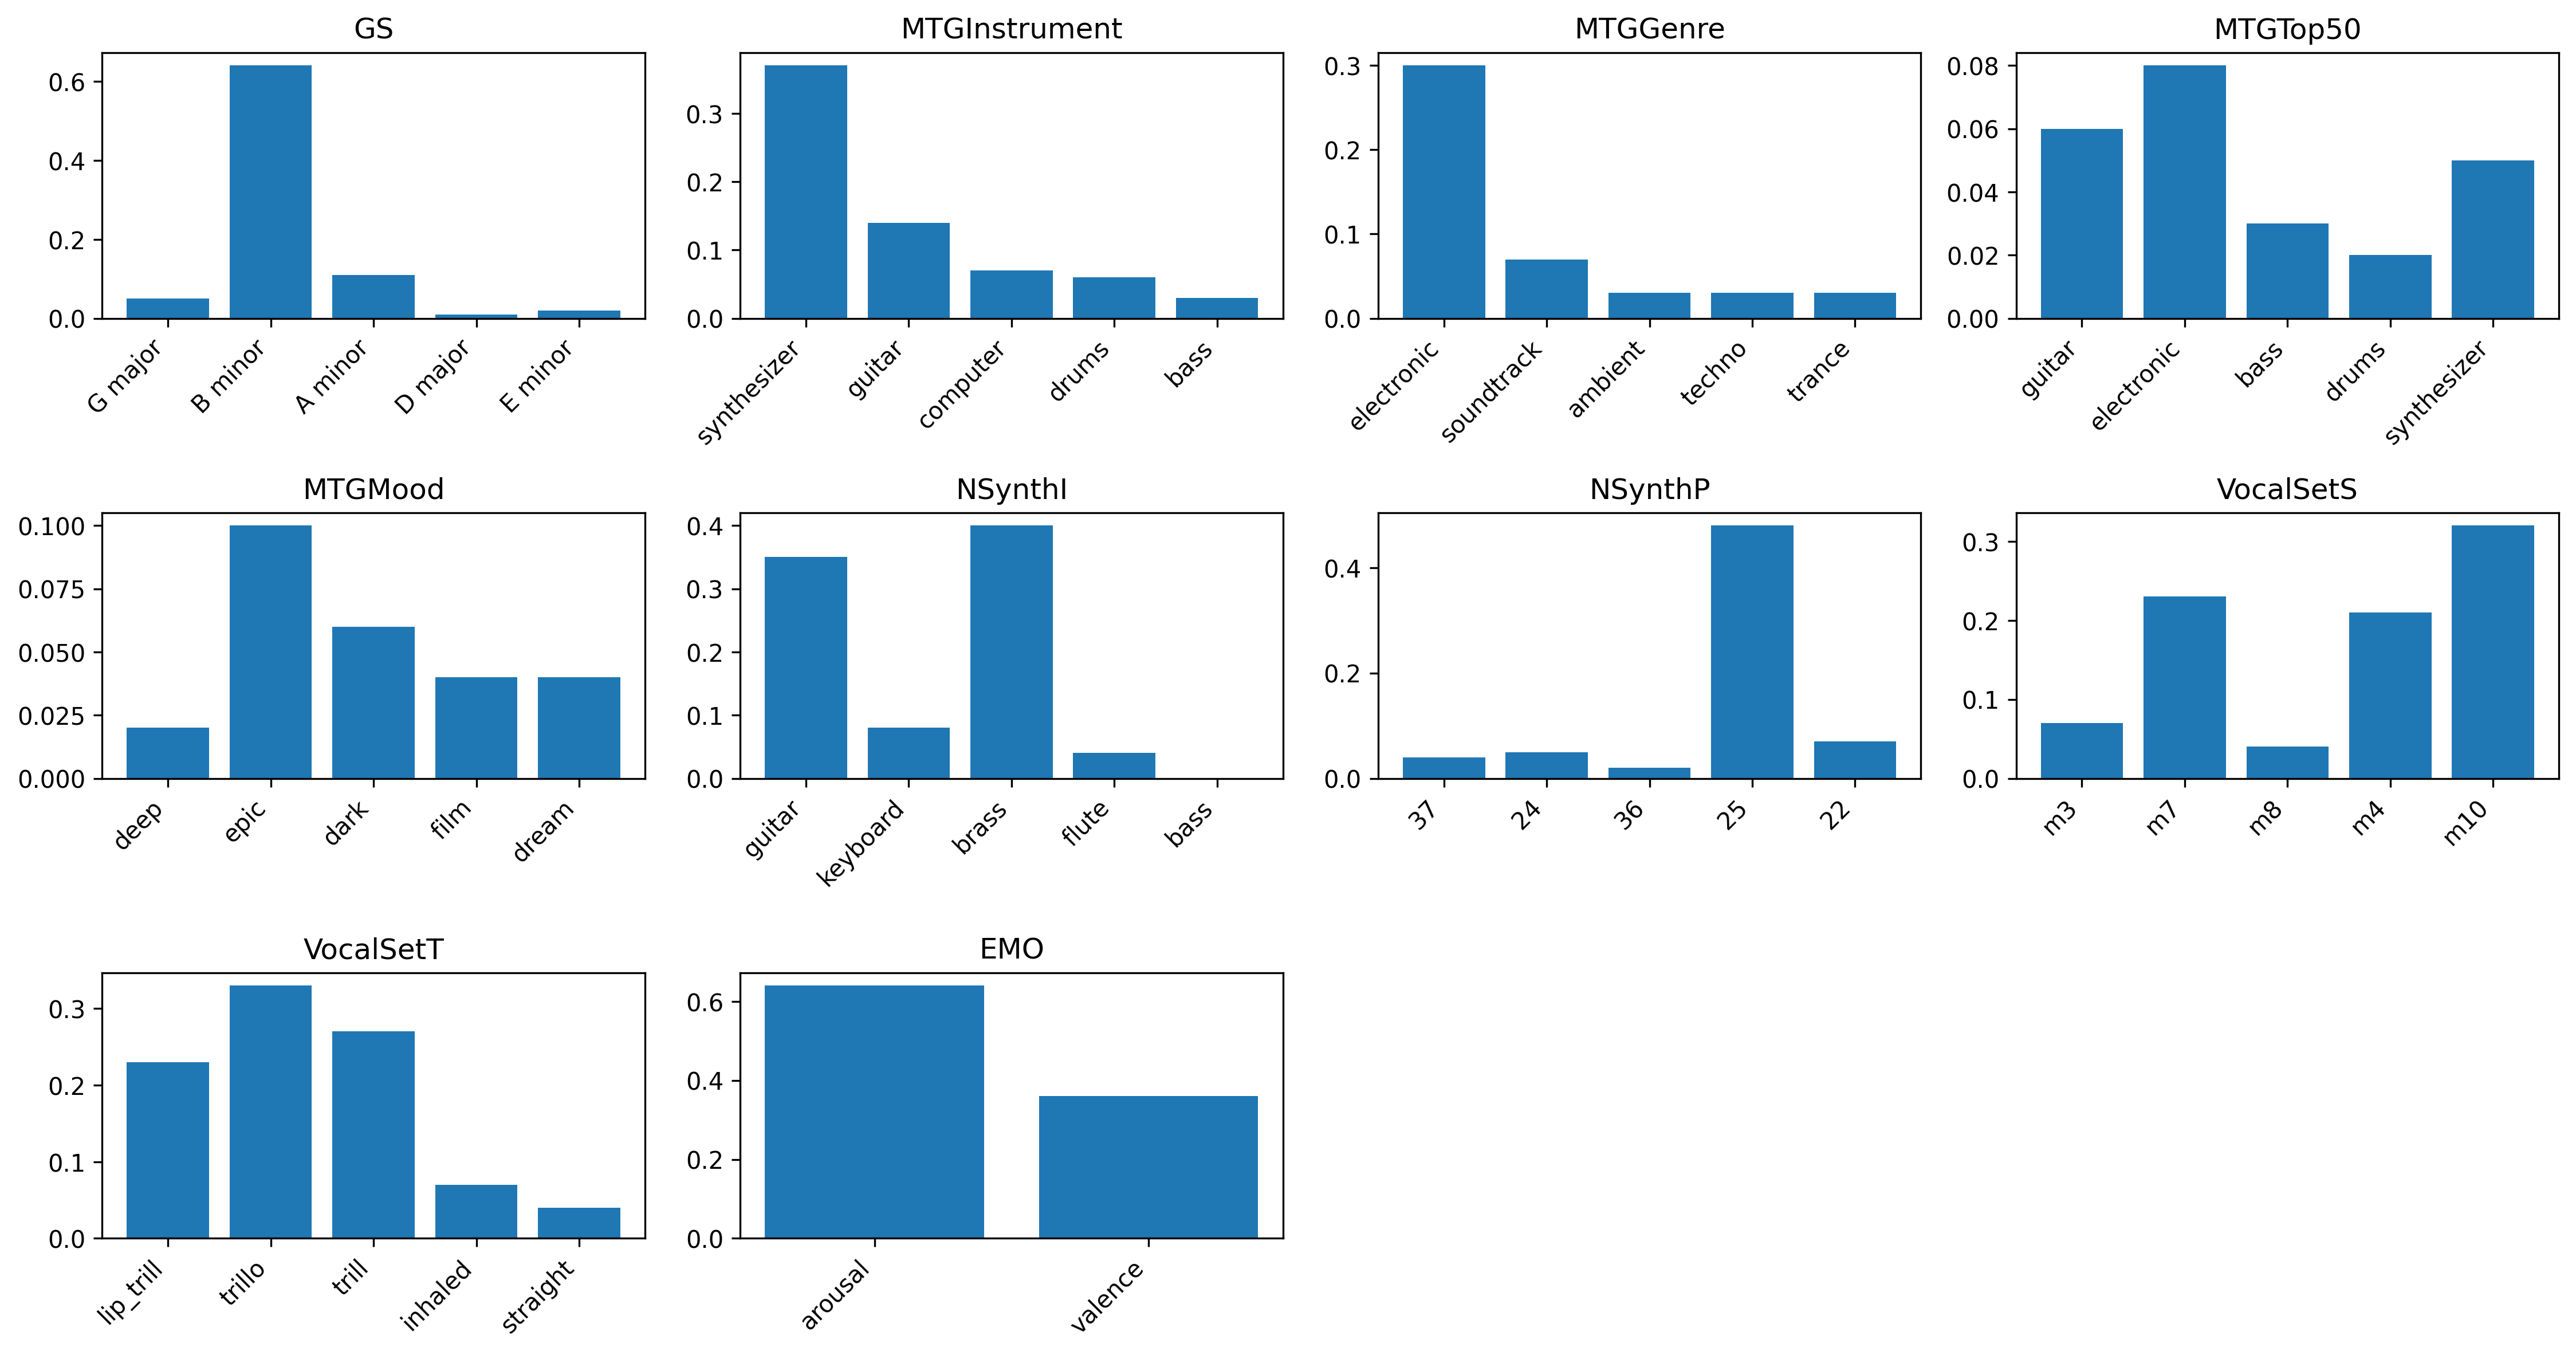 GS
0.6
0.4
0.2
0.0
G major
B minor
A minor
D major
E minor
MTGInstrument
0.3
0.2
0.1
0.0
synthesizer
guitar
computer
drums
bass
MTGGenre
0.3
0.2
0.1
0.0
electronic
soundtrack
ambient
techno
trance
MTGTop50
0.08
0.06
0.04
0.02
0.00
guitar
electronic
bass
drums
synthesizer
MTGMood
0.100
0.075
0.050
0.025
0.000
deep
epic
dark
film
dream
NSynthI
0.4
0.3
0.2
0.1
0.0
guitar
keyboard
brass
flute
bass
NSynthP
0.4
0.2
0.0
37
24
36
25
22
VocalSetS
0.3
0.2
0.1
0.0
m3
m7
m8
m4
m10
VocalSetT
0.3
0.2
0.1
0.0
lip_trill
trillo
trill
inhaled
straight
EMO
0.6
0.4
0.2
0.0
arousal
valence